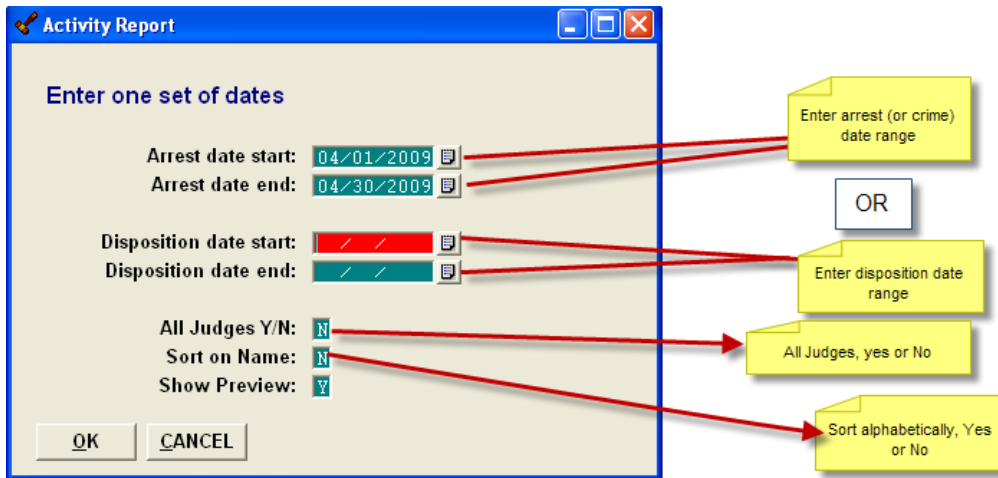 Activity Report
Enter one set of dates
Arrest date start: 04/01/2009
Arrest date end: 04/30/2009
Disposition date start: / /
Disposition date end: / /
All Judges Y/N: N
Sort on Name: N
Show Preview: Y
OK CANCEL
Enter arrest (or crime)
date range
OR
Enter disposition date
range
All Judges, yes or No
Sort alphabetically, Yes
or No